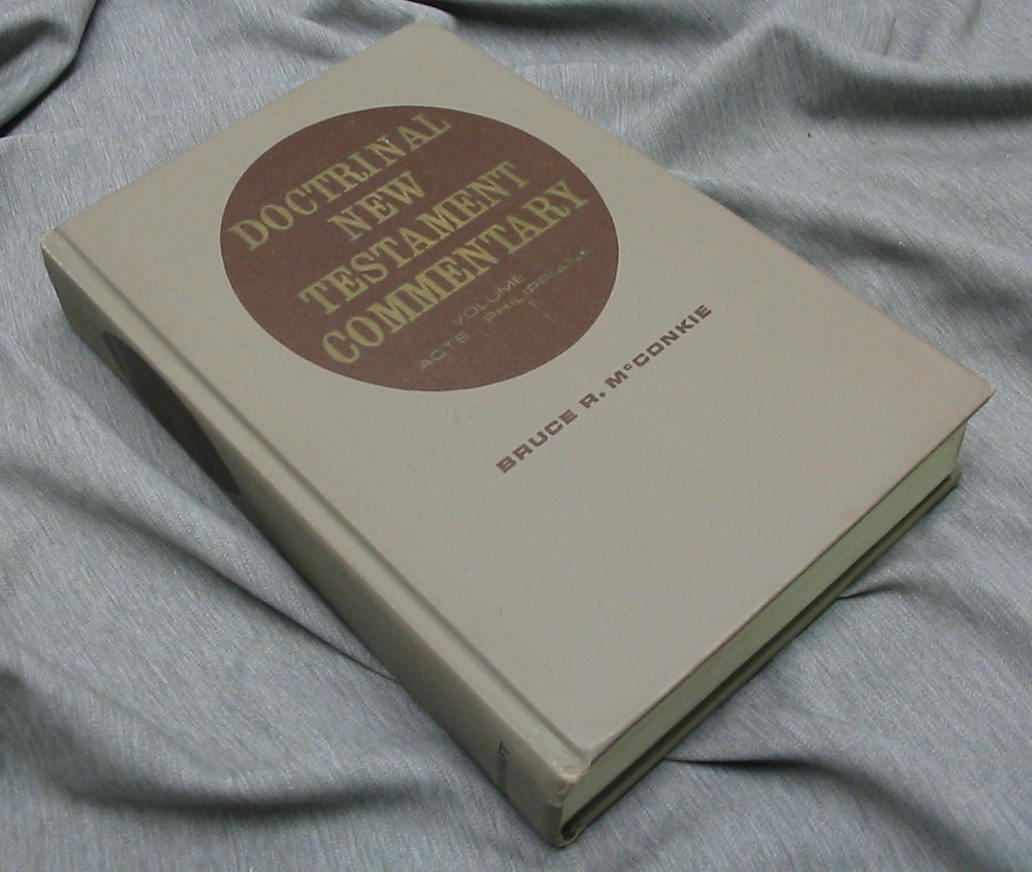 DOCTRINAL
NEW
TESTAMENT
COMMENTARY
VOLUME
ACTS PHILIPPIANS
BRUCE R. McCONKIE